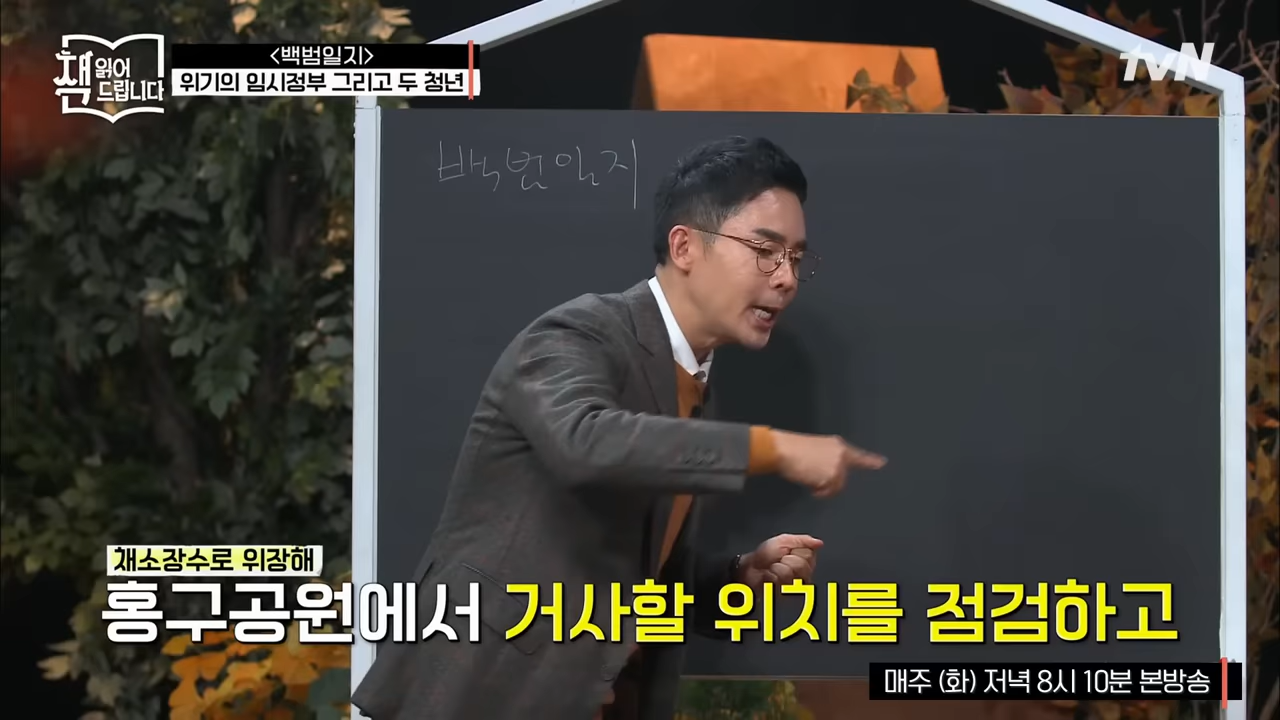 책 읽어
드립니다
<백범일지>
위기의 임시정부 그리고 두 청년
tvN
백범일지
채소장수로 위장해
홍구공원에서 거사할 위치를 점검하고
매주 (화) 저녁 8시 10분 본방송